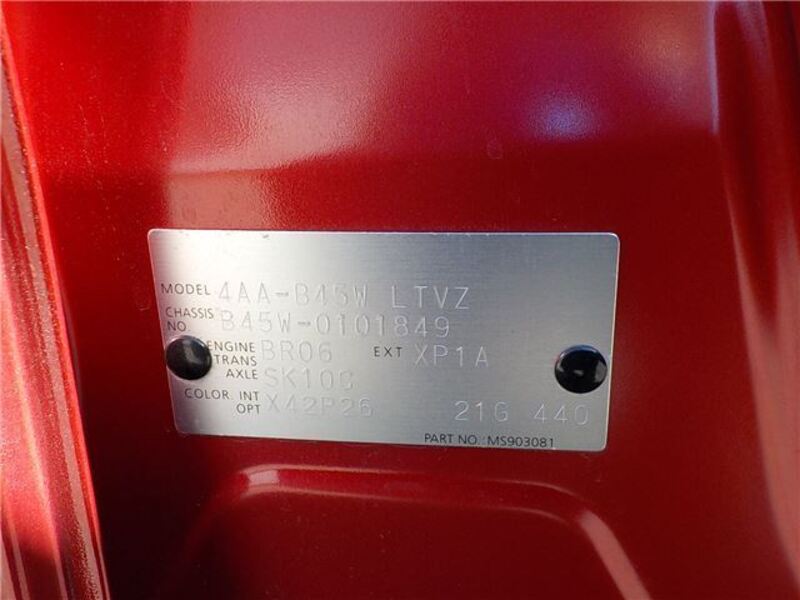 MODEL 4AA-B45W LTVZ
CHASSIS NO. B45W-0101849
ENGINE BR06 EXT XP1A
TRANS AXLE SK10C
COLOR. INT OPT X42P26 21G 440
PART NO.: MS903081